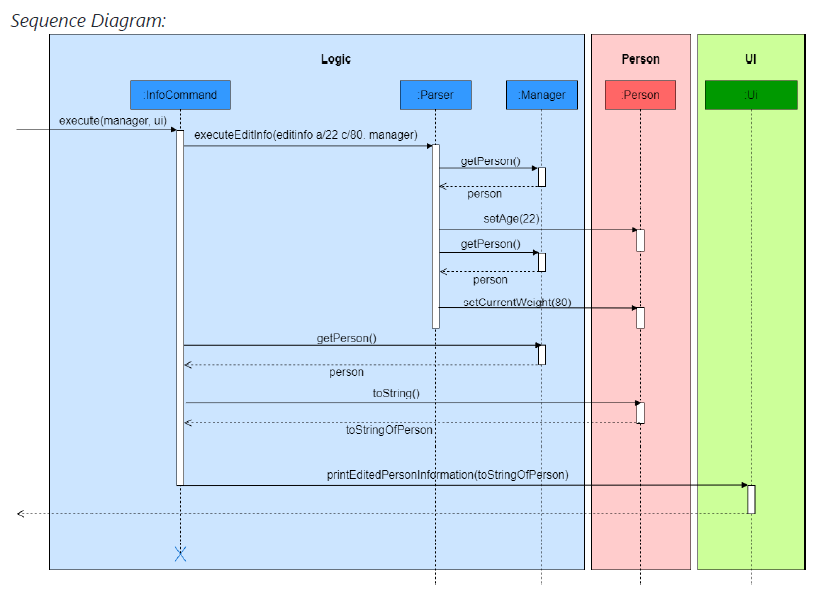 Sequence Diagram:
Logic
Person
UI
:InfoCommand
:Parser
:Manager
:Person
:Ui
execute(manager, ui)
executeEditInfo(editinfo a/22 c/80. manager)
getPerson()
person
setAge(22)
getPerson()
person
setCurrentWeight(80)
getPerson()
person
toString()
toStringOfPerson
printEditedPersonInformation(toStringOfPerson)